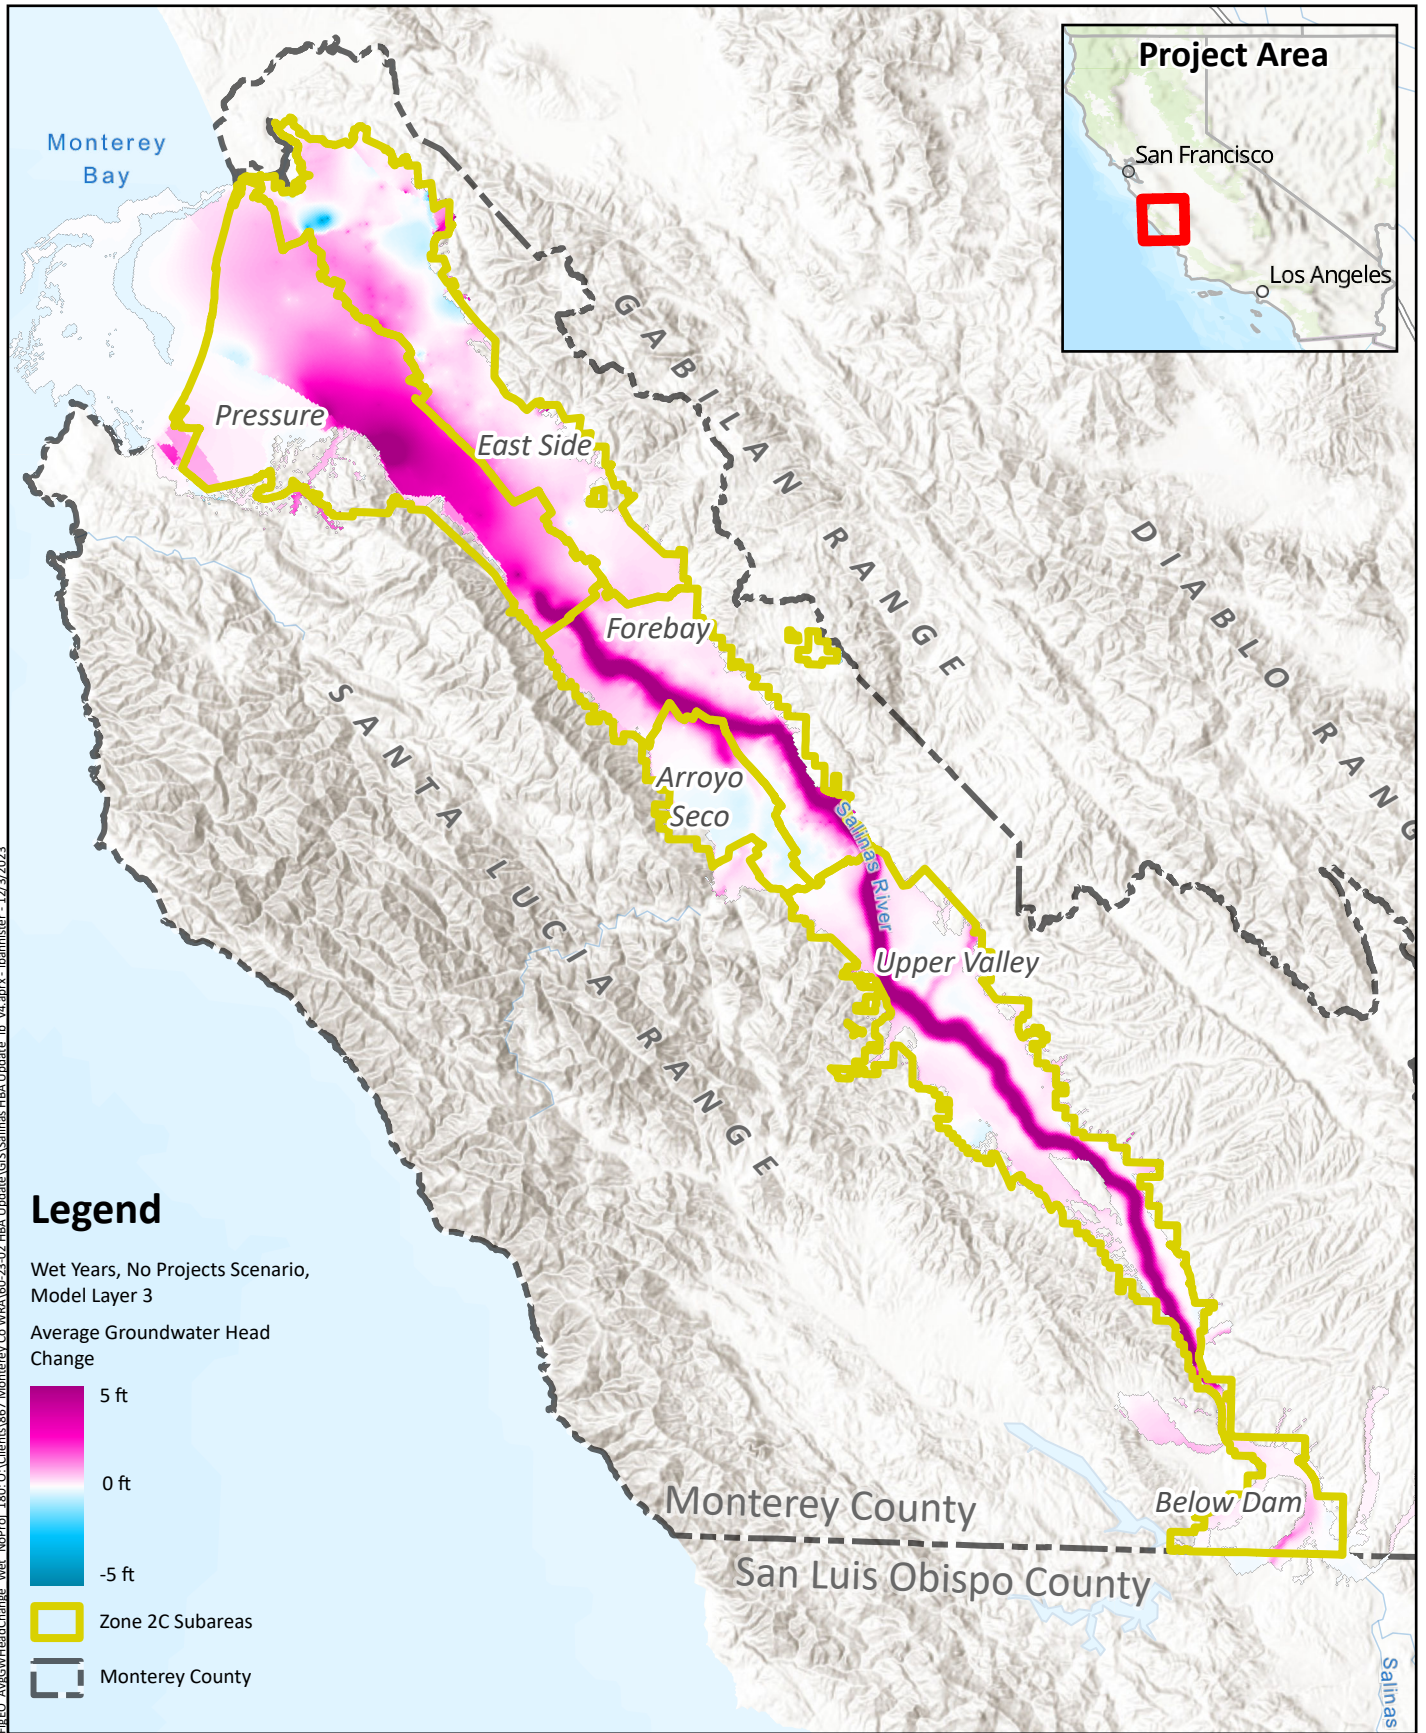 Project Area
San Francisco
Los Angeles
Monterey
Bay
GABILAN RANGE
DIABLO RANG
Pressure
East Side
Forebay
Arroyo
Seco
Salinas River
SANTA LUCIA RANGE
Upper Valley
Below Dam
Monterey County
San Luis Obispo County
Salinas
Legend
Wet Years, No Projects Scenario,
Model Layer 3
Average Groundwater Head
Change
5 ft
0 ft
-5 ft
Zone 2C Subareas
Monterey County